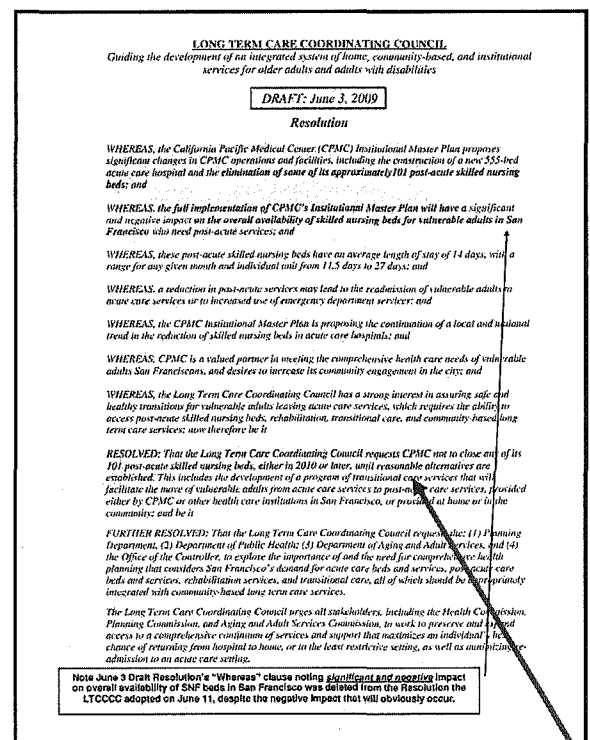 LONG TERM CARE COORDINATING COUNCIL
Guiding the development of an integrated system of home, community-based, and institutional
services for older adults and adults with disabilities
DRAFT: June 3, 2009
Resolution
WHEREAS, the California Pacific Medical Center (CPMC) Institutional Master Plan proposes
significant changes in CPMC operations and facilities, including the construction of a new 555-bed
acute care hospital and the elimination of some of its approximately 101 post-acute skilled nursing
beds; and
WHEREAS, the full implementation of CPMC's Institutional Master Plan will have a significant
and negative impact on the overall availability of skilled nursing beds for vulnerable adults in San
Francisco who need post-acute services; and
WHEREAS, these post-acute skilled nursing beds have an average length of stay of 14 days, with a
range for any given month and individual unit from 11.5 days to 27 days; and
WHEREAS, a reduction in post-acute services may lead to the readmission of vulnerable adults to
acute care services or to increased use of emergency department services; and
WHEREAS, the CPMC Institutional Master Plan is proposing the continuation of a local and national
trend in the reduction of skilled nursing beds in acute care hospitals; and
WHEREAS, CPMC is a valued partner in meeting the comprehensive health care needs of vulnerable
adults San Franciscans, and desires to increase its community engagement in the city; and
WHEREAS, the Long Term Care Coordinating Council has a strong interest in assuring safe and
healthy transitions for vulnerable adults leaving acute care services, which requires the ability to
access post-acute skilled nursing beds, rehabilitation, transitional care, and community-based long
term care services; now therefore be it
RESOLVED: That the Long Term Care Coordinating Council requests CPMC not to close any of its
101 post-acute skilled nursing beds, either in 2010 or later, until reasonable alternatives are
established. This includes the development of a program of transitional care services that will
facilitate the move of vulnerable adults from acute care services to post-acute care services, provided
either by CPMC or other health care institutions in San Francisco, or provided at home or in the
community; and be it
FURTHER RESOLVED: That the Long Term Care Coordinating Council requests the: (1) Planning
Department, (2) Department of Public Health; (3) Department of Aging and Adult Services, and (4)
the Office of the Controller, to explore the importance of and the need for comprehensive health
planning that considers San Francisco's demand for acute care beds and services, post-acute care
beds and services, rehabilitation services, and transitional care, all of which should be appropriately
integrated with community-based long term care services.
The Long Term Care Coordinating Council urges all stakeholders, including the Health Commission,
Planning Commission, and Aging and Adult Services Commission, to work to preserve and expand
access to a comprehensive continuum of services and support that maximizes an individual's best
chance of returning from hospital to home, or to the least restrictive setting, as well as minimizing re-
admission to an acute care setting.
Note June 3 Draft Resolution's "Whereas" clause noting significant and negative impact
on overall availability of SNF beds in San Francisco was deleted from the Resolution the
LTCCCC adopted on June 11, despite the negative impact that will obviously occur.